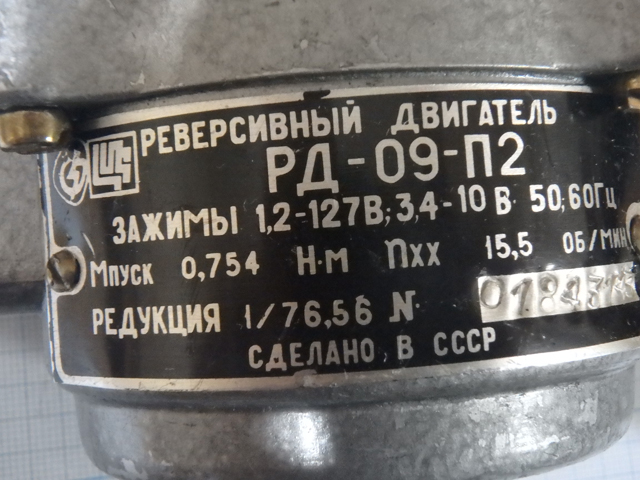 РЕВЕРСИВНЫЙ ДВИГАТЕЛЬ
РД-09-П2
ЗАЖИМЫ 1,2-127В; 3,4-10 В 50; 60Гц
Мпуск 0,754 Н·м Пхх 15,5 ОБ/МИН
РЕДУКЦИЯ 1/76,56 N
СДЕЛАНО В СССР